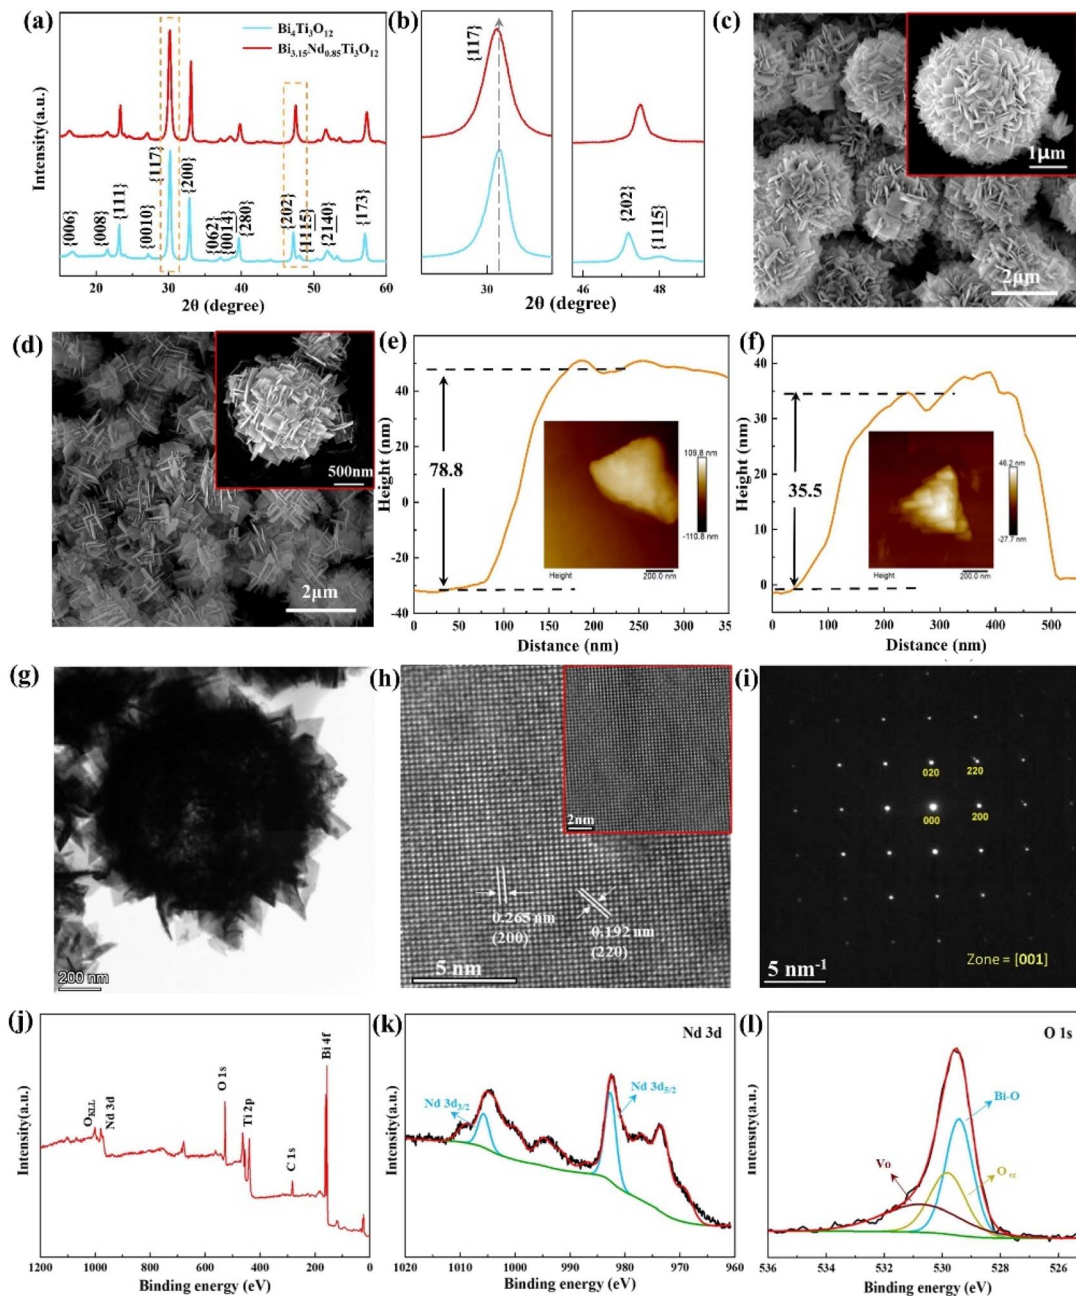 (a)
Bi4Ti3O12
Bi3.15Nd0.85Ti3O12
Intensity(a.u.)
{006}
{008}
{111}
{0010}
{117}
{200}
{062}
{0014}
{280}
{202}
{1115}
{2140}
{173}
20 30 40 50 60
2θ (degree)
(b)
{117}
{202}
{1115}
30 46 48
2θ (degree)
(c)
1μm
2μm
(d)
500nm
2μm
(e)
Height (nm)
40
20
0
-20
-40
78.8
109.8 nm
-110.8 nm
Height
200.0 nm
0 50 100 150 200 250 300 35
Distance (nm)
(f)
Height (nm)
40
30
20
10
0
35.5
46.2 nm
-27.7 nm
Height
200.0 nm
0 100 200 300 400 500
Distance (nm)
(g)
200 nm
(h)
2nm
0.265 nm
(200)
0.192 nm
(220)
5 nm
(i)
020
220
000
200
Zone = [001]
5 nm-1
(j)
Intensity(a.u.)
OKLL
Nd 3d
O 1s
Ti 2p
C 1s
Bi 4f
1200 1000 800 600 400 200 0
Binding energy (eV)
(k)
Nd 3d
Intensity(a.u.)
Nd 3d3/2
Nd 3d5/2
1020 1010 1000 990 980 970 960
Binding energy (eV)
(l)
O 1s
Intensity(a.u.)
Bi-O
Vo
536 534 532 530 528 526
Binding energy (eV)